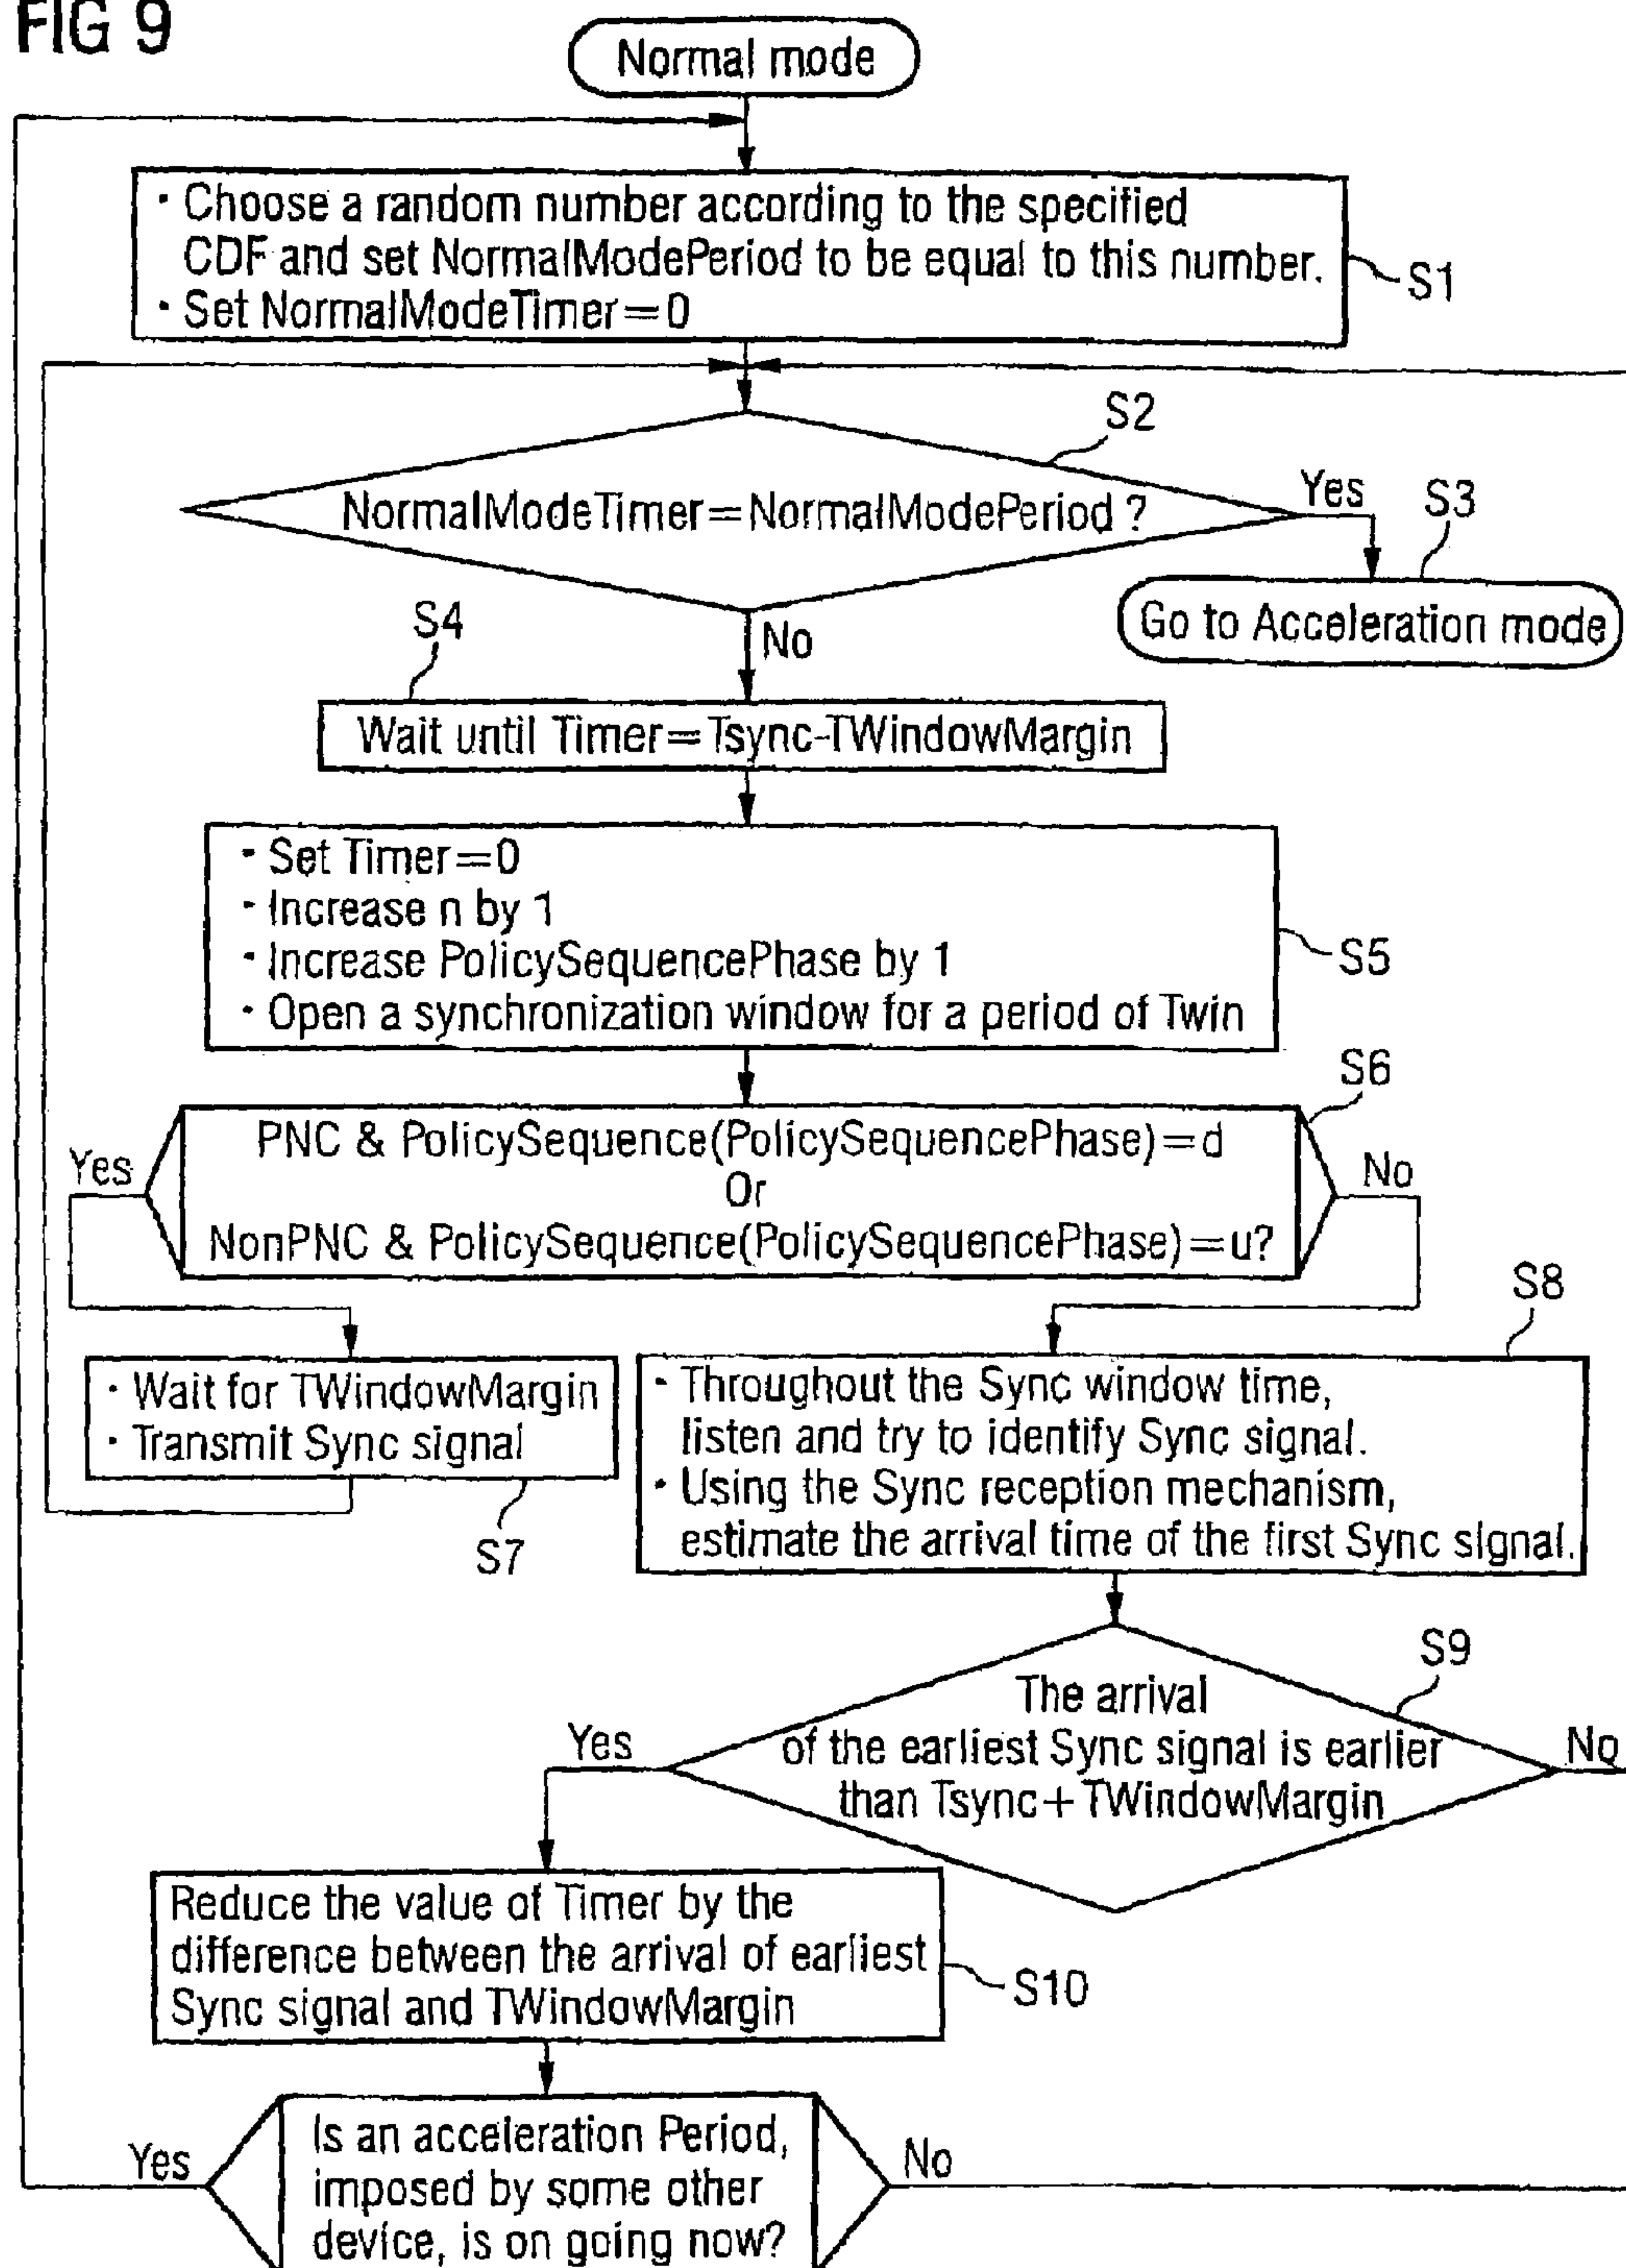 FIG 9
Normal mode
· Choose a random number according to the specified
CDF and set NormalModePeriod to be equal to this number.
· Set NormalModeTimer=0
S1
S2
NormalModeTimer=NormalModePeriod ?
Yes
S3
Go to Acceleration mode
No
S4
Wait until Timer=Tsync-TWindowMargin
- Set Timer=0
- Increase n by 1
- Increase PolicySequencePhase by 1
· Open a synchronization window for a period of Twin
S5
S6
PNC & PolicySequence(PolicySequencePhase)=d
Or
NonPNC & PolicySequence(PolicySequencePhase)=u?
Yes
No
· Wait for TWindowMargin
· Transmit Sync signal
S7
S8
· Throughout the Sync window time,
listen and try to identify Sync signal.
· Using the Sync reception mechanism,
estimate the arrival time of the first Sync signal.
S9
The arrival
of the earliest Sync signal is earlier
than Tsync+TWindowMargin
Yes
No
Reduce the value of Timer by the
difference between the arrival of earliest
Sync signal and TWindowMargin
S10
Is an acceleration Period,
imposed by some other
device, is on going now?
Yes
No